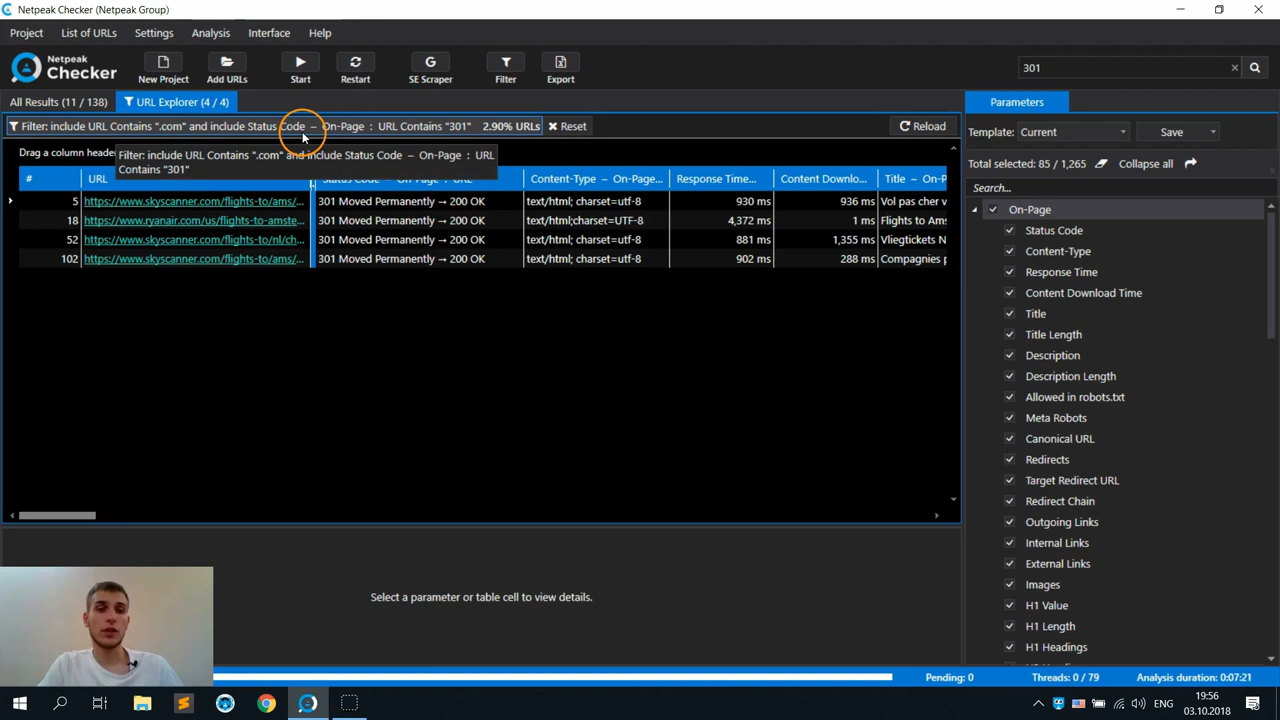 Netpeak Checker (Netpeak Group)
Project List of URLs Settings Analysis Interface Help
Netpeak Checker
New Project Add URLs Start Restart SE Scraper Filter Export
301
All Results (11 / 138) URL Explorer (4 / 4)
Filter: include URL Contains ".com" and include Status Code – On-Page : URL Contains "301" 2.90% URLs Reset Reload
Drag a column heade
Filter: include URL Contains ".com" and include Status Code – On-Page : URL
Contains "301"
# URL Status Code – On-Page : URL Content-Type – On-Page... Response Time... Content Downlo... Title – On-P
5 https://www.skyscanner.com/flights-to/ams/... 301 Moved Permanently → 200 OK text/html; charset=utf-8 930 ms 936 ms Vol pas cher v
18 https://www.ryanair.com/us/flights-to-amste... 301 Moved Permanently → 200 OK text/html;charset=UTF-8 4,372 ms 1 ms Flights to Ams
52 https://www.skyscanner.com/flights-to/nl/ch... 301 Moved Permanently → 200 OK text/html; charset=utf-8 881 ms 1,355 ms Vliegtickets N
102 https://www.skyscanner.com/flights-to/ams/... 301 Moved Permanently → 200 OK text/html; charset=utf-8 902 ms 288 ms Compagnies p
Select a parameter or table cell to view details.
Parameters
Template: Current Save
Total selected: 85 / 1,265 Collapse all
Search...
On-Page
Status Code
Content-Type
Response Time
Content Download Time
Title
Title Length
Description
Description Length
Allowed in robots.txt
Meta Robots
Canonical URL
Redirects
Target Redirect URL
Redirect Chain
Outgoing Links
Internal Links
External Links
Images
H1 Value
H1 Length
H1 Headings
Pending: 0 Threads: 0 / 79 Analysis duration: 0:07:21
ENG
19:56
03.10.2018